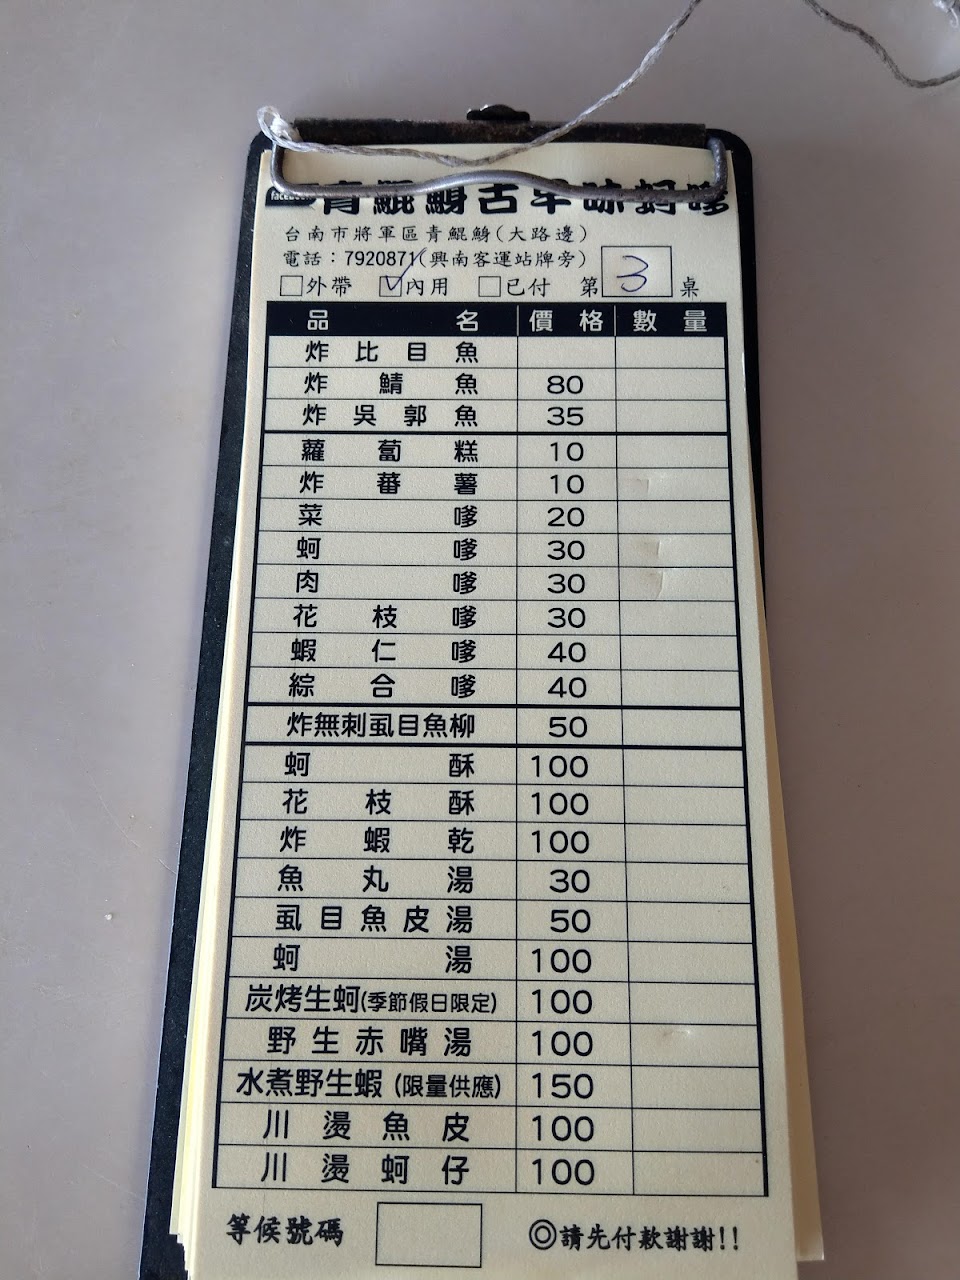 facebook 青鯤鯓古早味蚵嗲
台南市將軍區青鯤鯓(大路邊)
電話：7920871(興南客運站牌旁)
□外帶 ☑內用 □已付 第 3 桌
品名 價格 數量
炸比目魚
炸鯖魚 80
炸吳郭魚 35
蘿蔔糕 10
炸蕃薯 10
菜嗲 20
蚵嗲 30
肉嗲 30
花枝嗲 30
蝦仁嗲 40
綜合嗲 40
炸無刺虱目魚柳 50
蚵酥 100
花枝酥 100
炸蝦乾 100
魚丸湯 30
虱目魚皮湯 50
蚵湯 100
炭烤生蚵(季節假日限定) 100
野生赤嘴湯 100
水煮野生蝦(限量供應) 150
川燙魚皮 100
川燙蚵仔 100
等候號碼 ◎請先付款謝謝!!